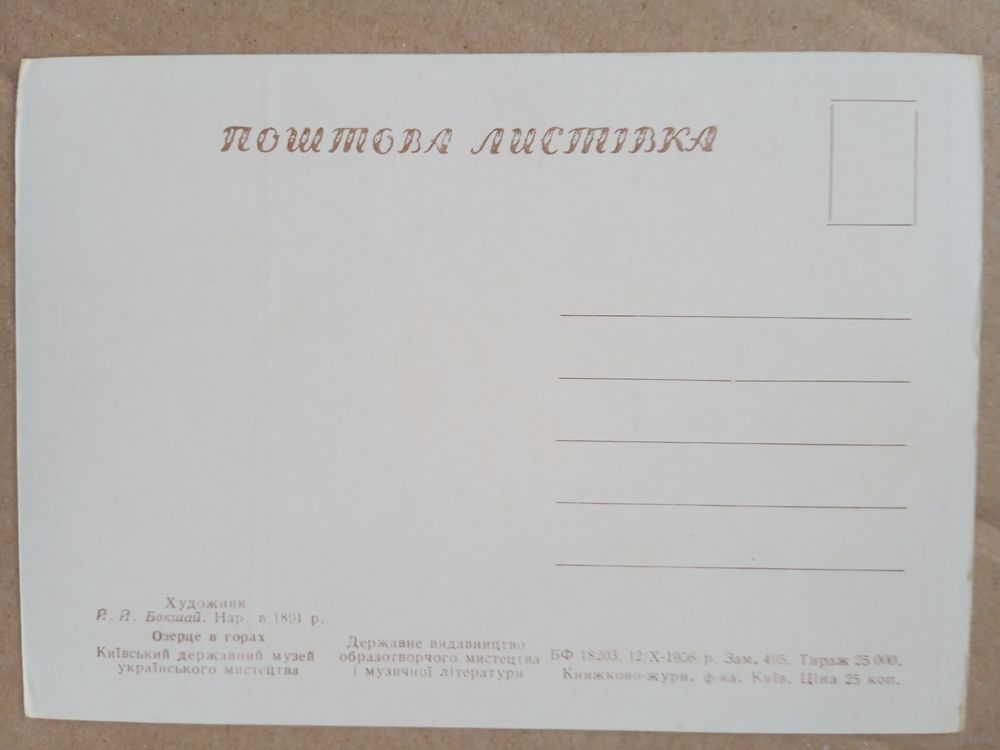 ПОШТОВА ЛИСТІВКА
Художник
Й. Й. Бокшай. Нар. в 1891 р.
Озерце в горах
Київський державний музей
українського мистецтва
Державне видавництво
образотворчого мистецтва
і музичної літератури
БФ 18203. 12/X-1956 р. Зам. 495. Тираж 25 000.
Книжково-журн. ф-ка. Київ. Ціна 25 коп.